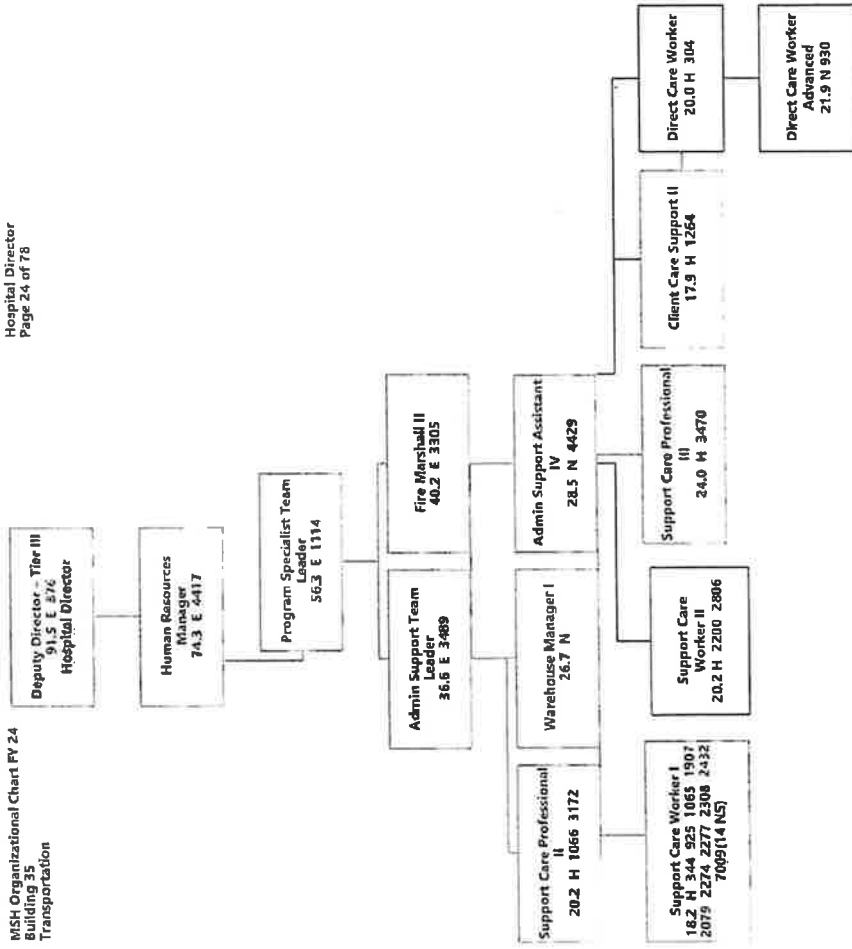 MSH Organizational Chart FY 24
Building 35
Transportation
Hospital Director
Page 24 of 78
Deputy Director - Tier III
91.5 E 876
Hospital Director
Human Resources
Manager
74.3 E 4417
Program Specialist Team
Leader
56.3 E 1114
Admin Support Team
Leader
36.6 E 3489
Fire Marshall II
40.2 E 3305
Support Care Professional
II
20.2 H 1066 3172
Warehouse Manager I
26.7 N
Admin Support Assistant
IV
28.5 N 4429
Support Care Worker I
18.2 H 344 925 1065 1907
2079 2274 2277 2308 2432
7009(14 NS)
Support Care
Worker II
20.2 H 2200 2806
Support Care Professional
III
24.0 H 3470
Client Care Support II
17.9 H 1264
Direct Care Worker
20.0 H 304
Direct Care Worker
Advanced
21.9 N 930